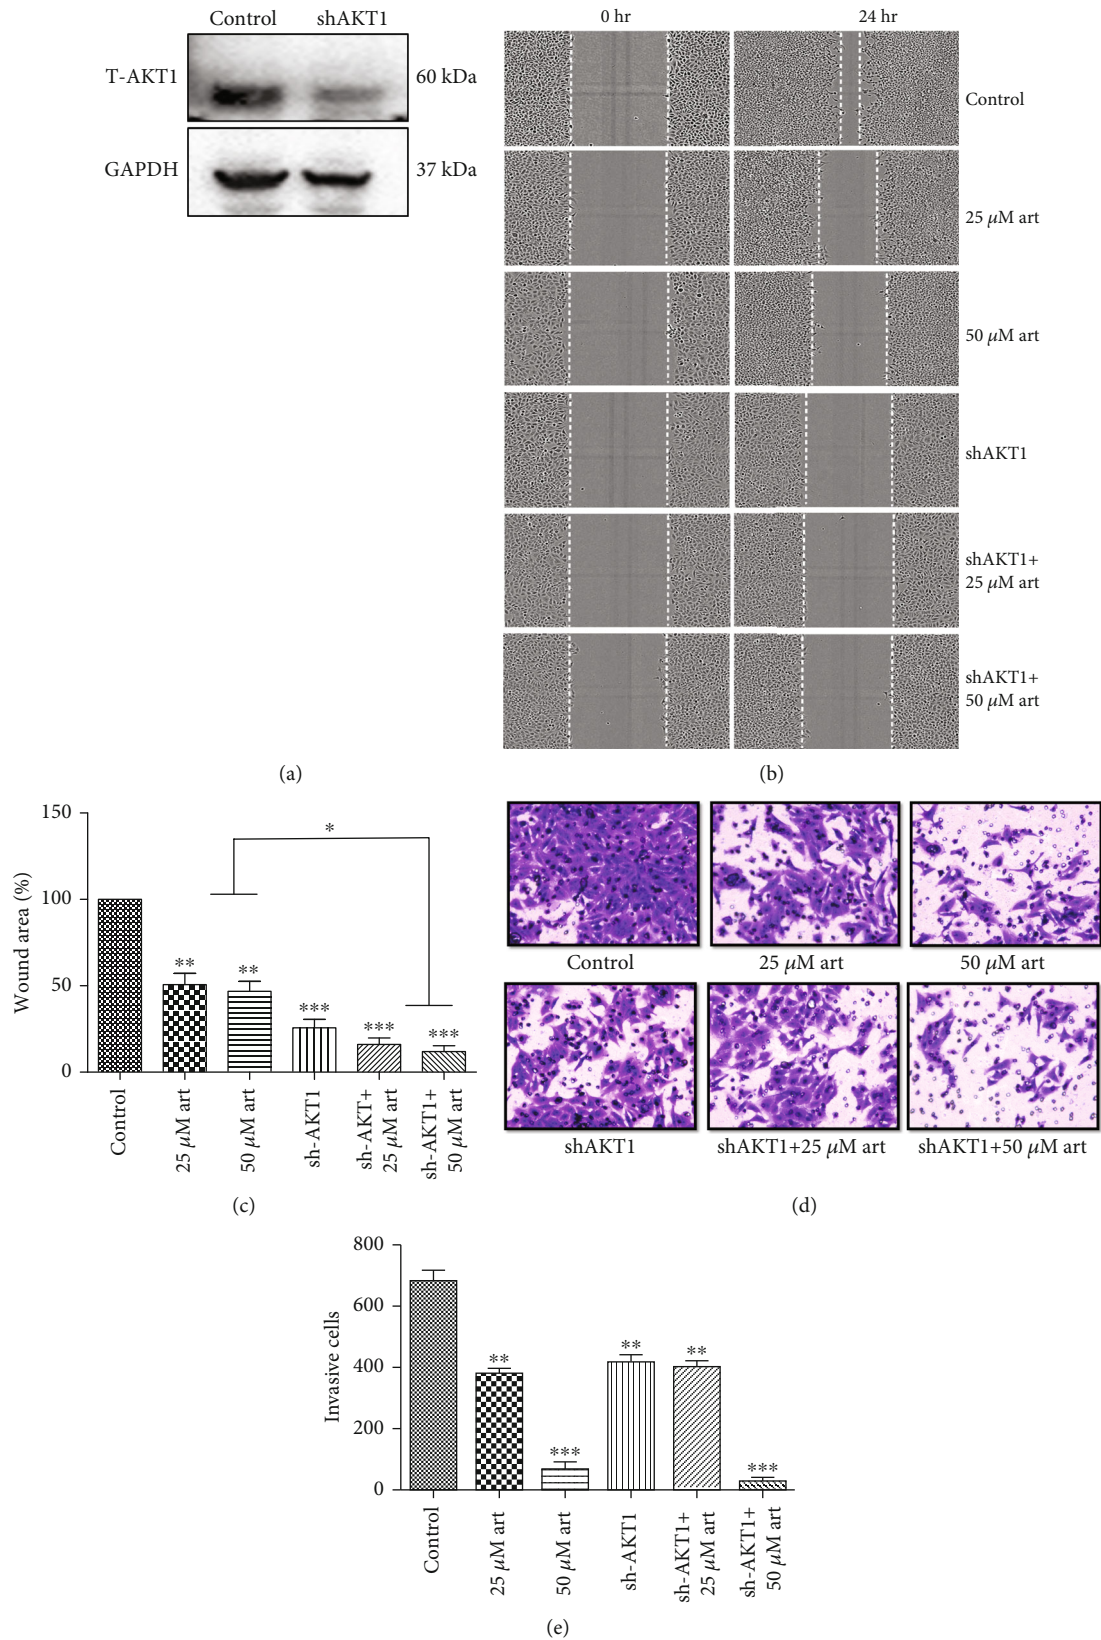 Control shAKT1
T-AKT1 60 kDa
GAPDH 37 kDa
(a)
0 hr 24 hr
Control
25 μM art
50 μM art
shAKT1
shAKT1+
25 μM art
shAKT1+
50 μM art
(b)
Wound area (%)
150
100
50
0
*
**
**
***
***
***
Control
25 μM art
50 μM art
sh-AKT1
sh-AKT+
25 μM art
sh-AKT1+
50 μM art
(c)
Control 25 μM art 50 μM art
shAKT1 shAKT1+25 μM art shAKT1+50 μM art
(d)
Invasive cells
800
600
400
200
0
**
***
**
**
***
Control
25 μM art
50 μM art
sh-AKT1
sh-AKT1+
25 μM art
sh-AKT1+
50 μM art
(e)